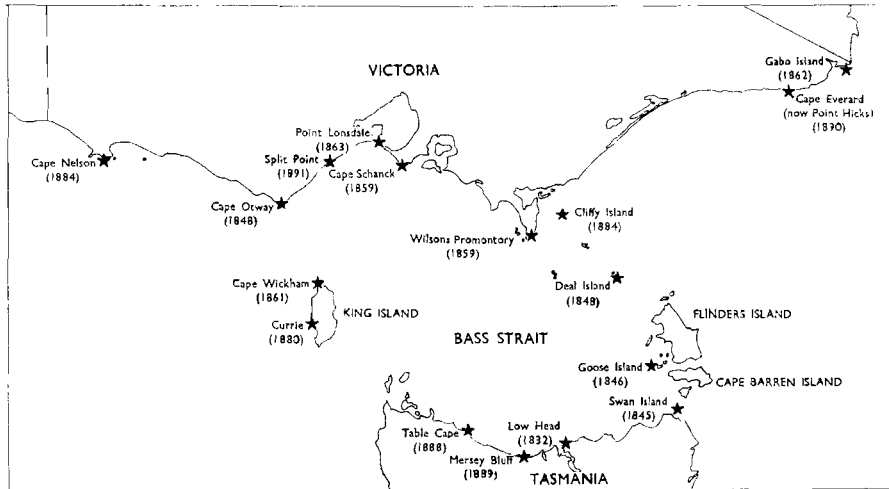 VICTORIA
Gabo Island
(1862)
Cape Everard
(now Point Hicks)
(1890)
Point Lonsdale
(1863)
Split Point
(1891)
Cape Schanck
(1859)
Cape Nelson
(1884)
Cape Otway
(1848)
Cliffy Island
(1884)
Wilsons Promontory
(1859)
Deal Island
(1848)
Cape Wickham
(1861)
KING ISLAND
Currie
(1880)
BASS STRAIT
FLINDERS ISLAND
Goose Island
(1846)
CAPE BARREN ISLAND
Swan Island
(1845)
Table Cape
(1888)
Low Head
(1832)
Mersey Bluff
(1889)
TASMANIA